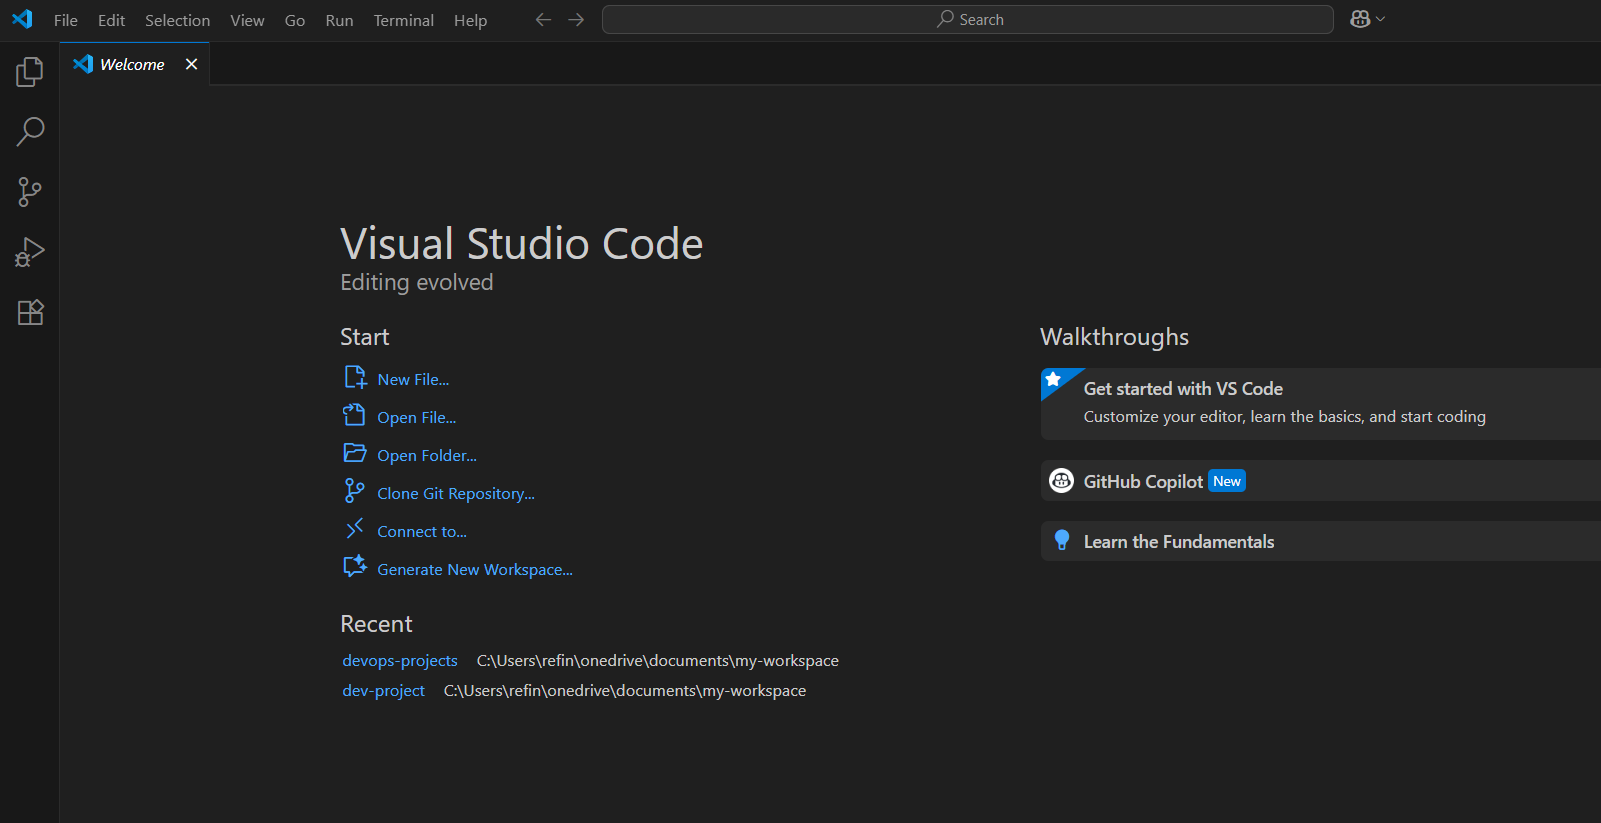 File Edit Selection View Go Run Terminal Help Search
Welcome
Visual Studio Code
Editing evolved
Start
New File...
Open File...
Open Folder...
Clone Git Repository...
Connect to...
Generate New Workspace...
Recent
devops-projects C:\Users\refin\onedrive\documents\my-workspace
dev-project C:\Users\refin\onedrive\documents\my-workspace
Walkthroughs
Get started with VS Code
Customize your editor, learn the basics, and start coding
GitHub Copilot New
Learn the Fundamentals